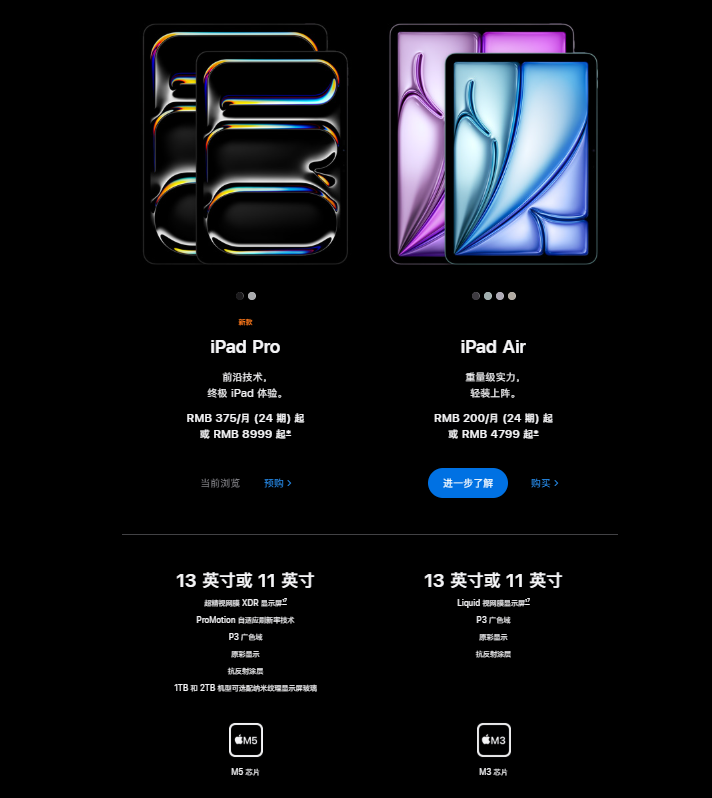 新款
iPad Pro
前沿技术，
终极 iPad 体验。
RMB 375/月 (24 期) 起
或 RMB 8999 起*
当前浏览
预购 >
iPad Air
重量级实力，
轻装上阵。
RMB 200/月 (24 期) 起
或 RMB 4799 起*
进一步了解
购买 >
13 英寸或 11 英寸
超精视网膜 XDR 显示屏
ProMotion 自适应刷新率技术
P3 广色域
原彩显示
抗反射涂层
1TB 和 2TB 机型可选配纳米纹理显示屏玻璃
M5
M5 芯片
13 英寸或 11 英寸
Liquid 视网膜显示屏
P3 广色域
原彩显示
抗反射涂层
M3
M3 芯片